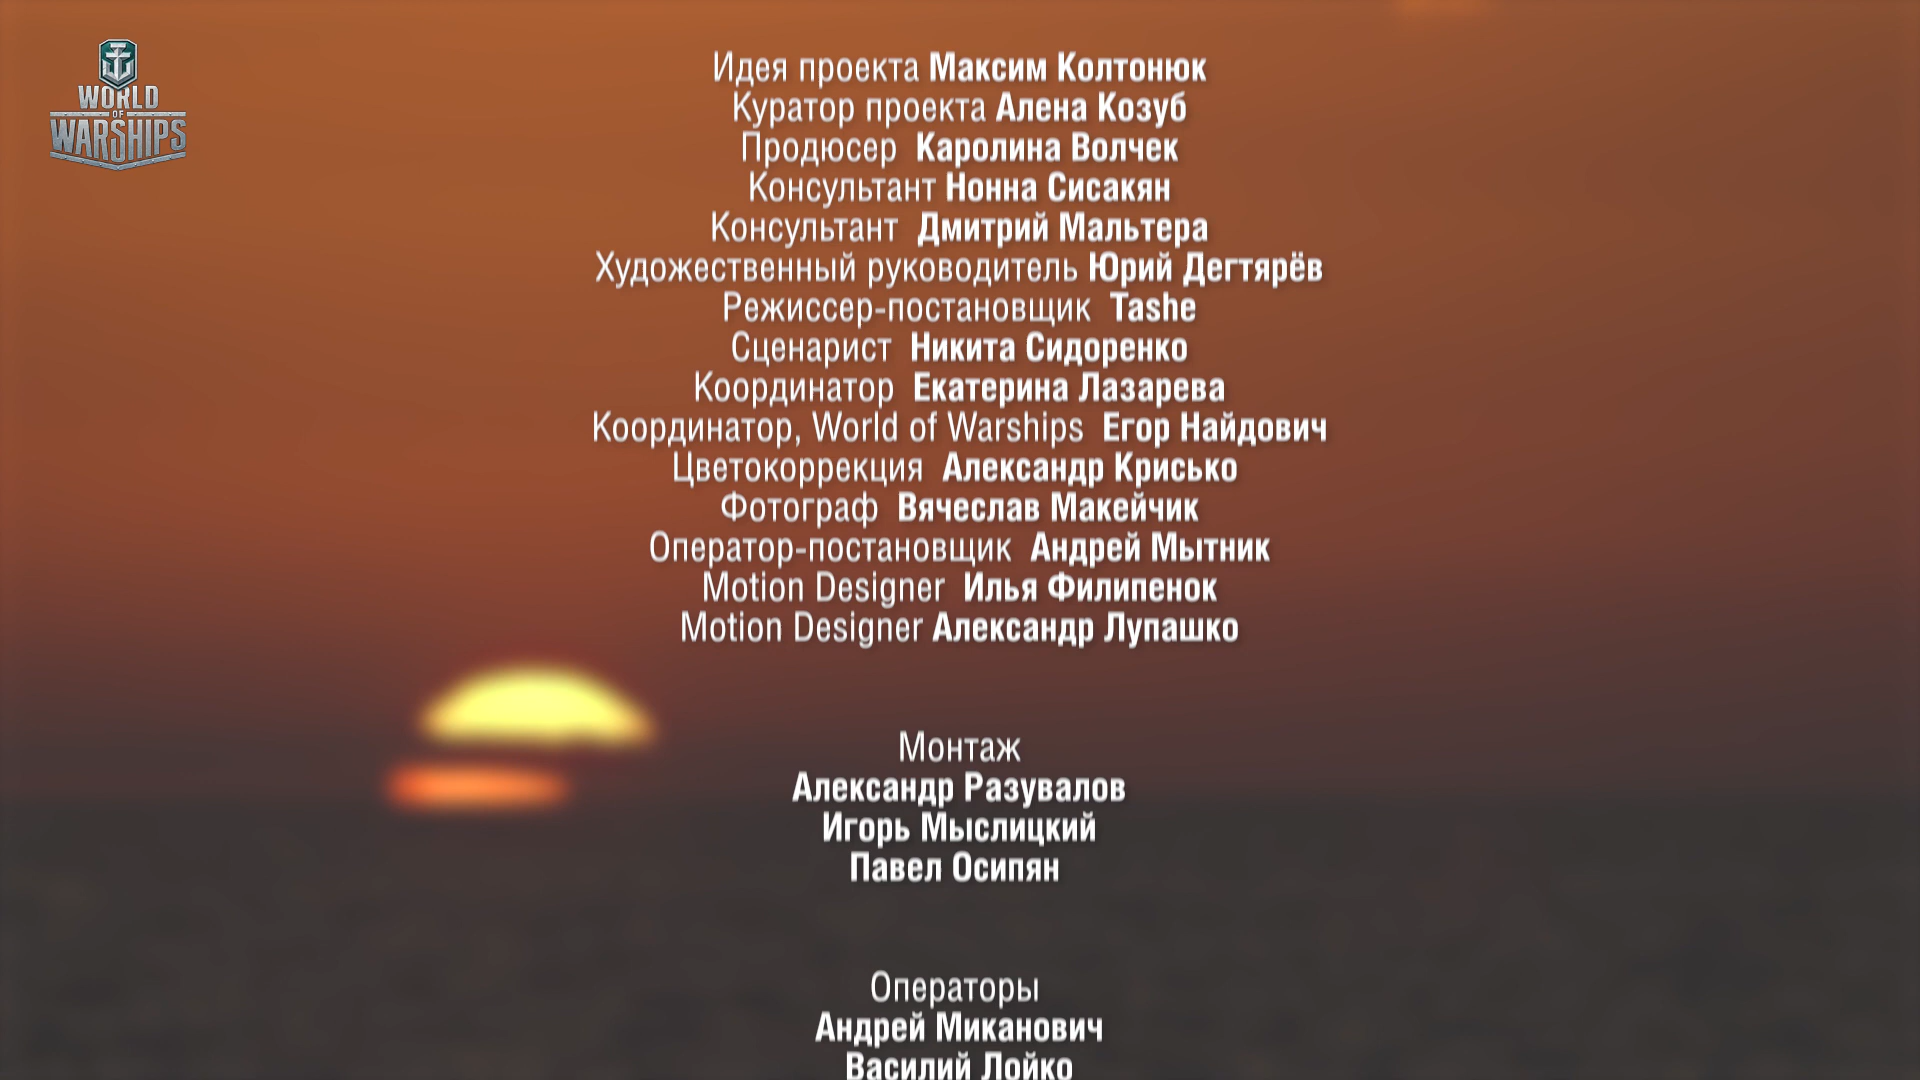 WORLD
OF
WARSHIPS
Идея проекта Максим Колтонюк
Куратор проекта Алена Козуб
Продюсер Каролина Волчек
Консультант Нонна Сисакян
Консультант Дмитрий Мальтера
Художественный руководитель Юрий Дегтярёв
Режиссер-постановщик Tashe
Сценарист Никита Сидоренко
Координатор Екатерина Лазарева
Координатор, World of Warships Егор Найдович
Цветокоррекция Александр Крисько
Фотограф Вячеслав Макейчик
Оператор-постановщик Андрей Мытник
Motion Designer Илья Филипенок
Motion Designer Александр Лупашко
Монтаж
Александр Разувалов
Игорь Мыслицкий
Павел Осипян
Операторы
Андрей Миканович
Василий Лойко